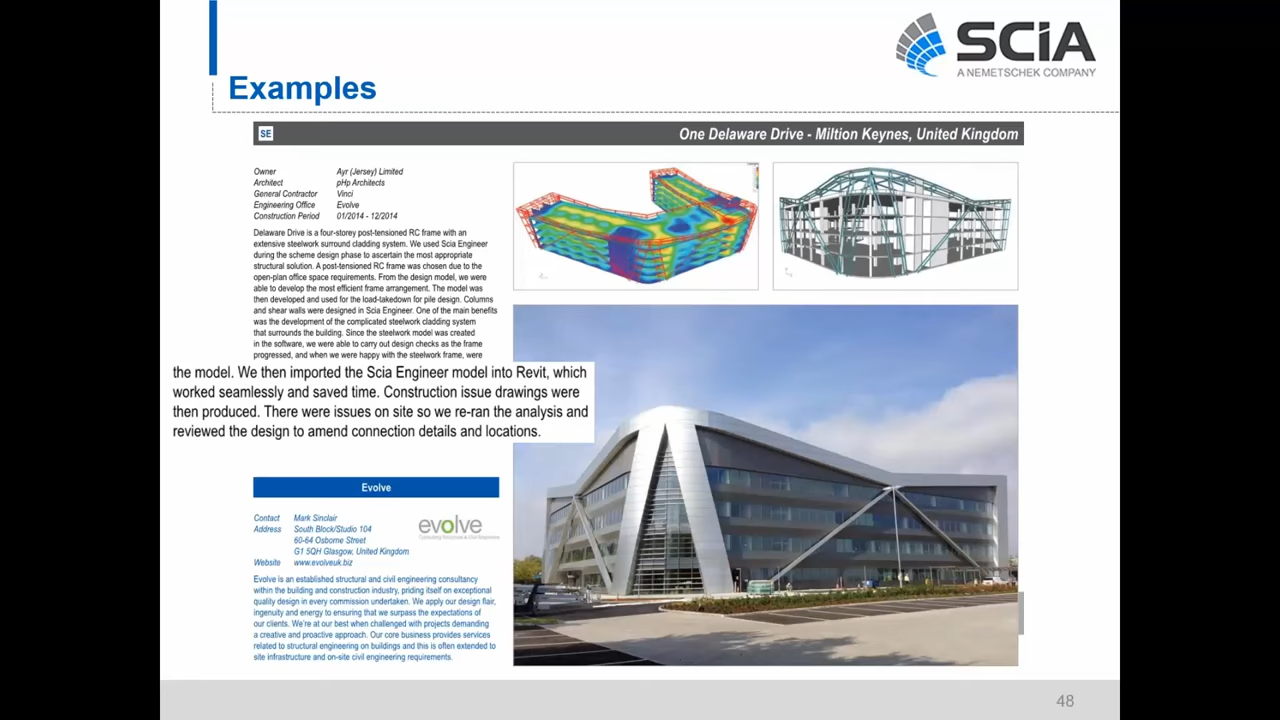 SCIA
A NEMETSCHEK COMPANY
Examples
SE
One Delaware Drive - Miltion Keynes, United Kingdom
Owner Ayr (Jersey) Limited
Architect pHp Architects
General Contractor Vinci
Engineering Office Evolve
Construction Period 01/2014 - 12/2014
Delaware Drive is a four-storey post-tensioned RC frame with an
extensive steelwork surround cladding system. We used Scia Engineer
during the scheme design phase to ascertain the most appropriate
structural solution. A post-tensioned RC frame was chosen due to the
open-plan office space requirements. From the design model, we were
able to develop the most efficient frame arrangement. The model was
then developed and used for the load-takedown for pile design. Columns
and shear walls were designed in Scia Engineer. One of the main benefits
was the development of the complicated steelwork cladding system
that surrounds the building. Since the steelwork model was created
in the software, we were able to carry out design checks as the frame
progressed, and when we were happy with the steelwork frame, were
the model. We then imported the Scia Engineer model into Revit, which
worked seamlessly and saved time. Construction issue drawings were
then produced. There were issues on site so we re-ran the analysis and
reviewed the design to amend connection details and locations.
Evolve
Contact Mark Sinclair
Address South Block/Studio 104
60-64 Osborne Street
G1 5QH Glasgow, United Kingdom
Website www.evolveuk.biz
evolve
Consulting Structural & Civil Engineers
Evolve is an established structural and civil engineering consultancy
within the building and construction industry, priding itself on exceptional
quality design in every commission undertaken. We apply our design flair,
ingenuity and energy to ensuring that we surpass the expectations of
our clients. We're at our best when challenged with projects demanding
a creative and proactive approach. Our core business provides services
related to structural engineering on buildings and this is often extended to
site infrastructure and on-site civil engineering requirements.
48